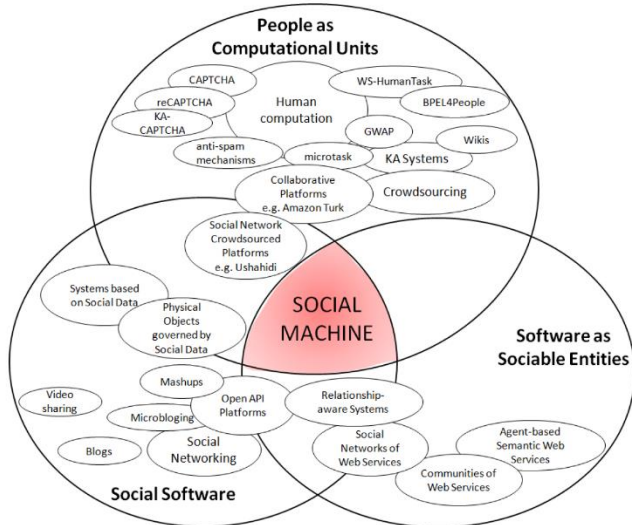 People as
Computational Units
CAPTCHA
WS-HumanTask
reCAPTCHA
BPEL4People
Human
computation
KA-
CAPTCHA
GWAP
Wikis
anti-spam
mechanisms
microtask
KA Systems
Collaborative
Platforms
e.g. Amazon Turk
Crowdsourcing
Social Network
Crowdsourced
Platforms
e.g. Ushahidi
Systems based
on Social Data
SOCIAL
MACHINE
Physical
Objects
governed by
Social Data
Software as
Sociable Entities
Mashups
Video
sharing
Microbloging
Open API
Platforms
Relationship-
aware Systems
Blogs
Social
Networking
Social
Networks of
Web Services
Agent-based
Semantic Web
Services
Communities of
Web Services
Social Software